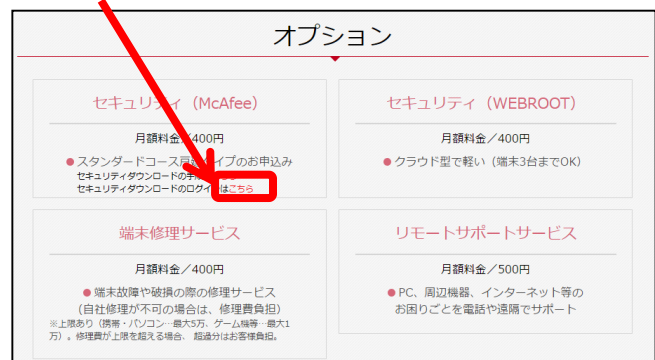 オプション
セキュリティ（McAfee）
月額料金／400円
●スタンダードコース戸建タイプのお申込み
セキュリティダウンロードの手
セキュリティダウンロードのログインはこちら
セキュリティ（WEBROOT）
月額料金／400円
●クラウド型で軽い（端末3台までOK）
端末修理サービス
月額料金／400円
●端末故障や破損の際の修理サービス
（自社修理が不可の場合は、修理費負担）
※上限あり（携帯・パソコン…最大5万、ゲーム機等…最大1
万）。修理費が上限を超える場合、 超過分はお客様負担。
リモートサポートサービス
月額料金／500円
●PC、周辺機器、インターネット等の
お困りごとを電話や遠隔でサポート